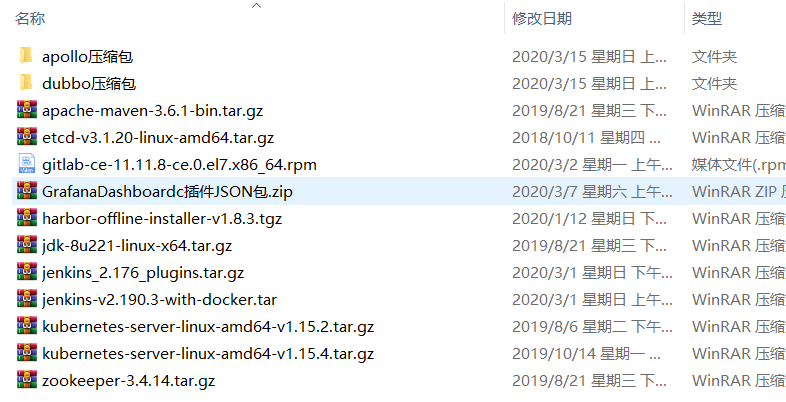 名称 修改日期 类型
apollo压缩包 2020/3/15 星期日 上... 文件夹
dubbo压缩包 2020/3/15 星期日 上... 文件夹
apache-maven-3.6.1-bin.tar.gz 2019/8/21 星期三 下... WinRAR 压缩
etcd-v3.1.20-linux-amd64.tar.gz 2018/10/11 星期四 ... WinRAR 压缩
gitlab-ce-11.11.8-ce.0.el7.x86_64.rpm 2020/3/2 星期一 上午... 媒体文件(.rpm
GrafanaDashboardc插件JSON包.zip 2020/3/7 星期六 上午... WinRAR ZIP 压
harbor-offline-installer-v1.8.3.tgz 2020/1/12 星期日 下... WinRAR 压缩
jdk-8u221-linux-x64.tar.gz 2019/8/21 星期三 下... WinRAR 压缩
jenkins_2.176_plugins.tar.gz 2020/3/1 星期日 下午... WinRAR 压缩
jenkins-v2.190.3-with-docker.tar 2020/3/1 星期日 上午... WinRAR 压缩
kubernetes-server-linux-amd64-v1.15.2.tar.gz 2019/8/6 星期二 下午... WinRAR 压缩
kubernetes-server-linux-amd64-v1.15.4.tar.gz 2019/10/14 星期一 ... WinRAR 压缩
zookeeper-3.4.14.tar.gz 2019/8/21 星期三 下... WinRAR 压缩